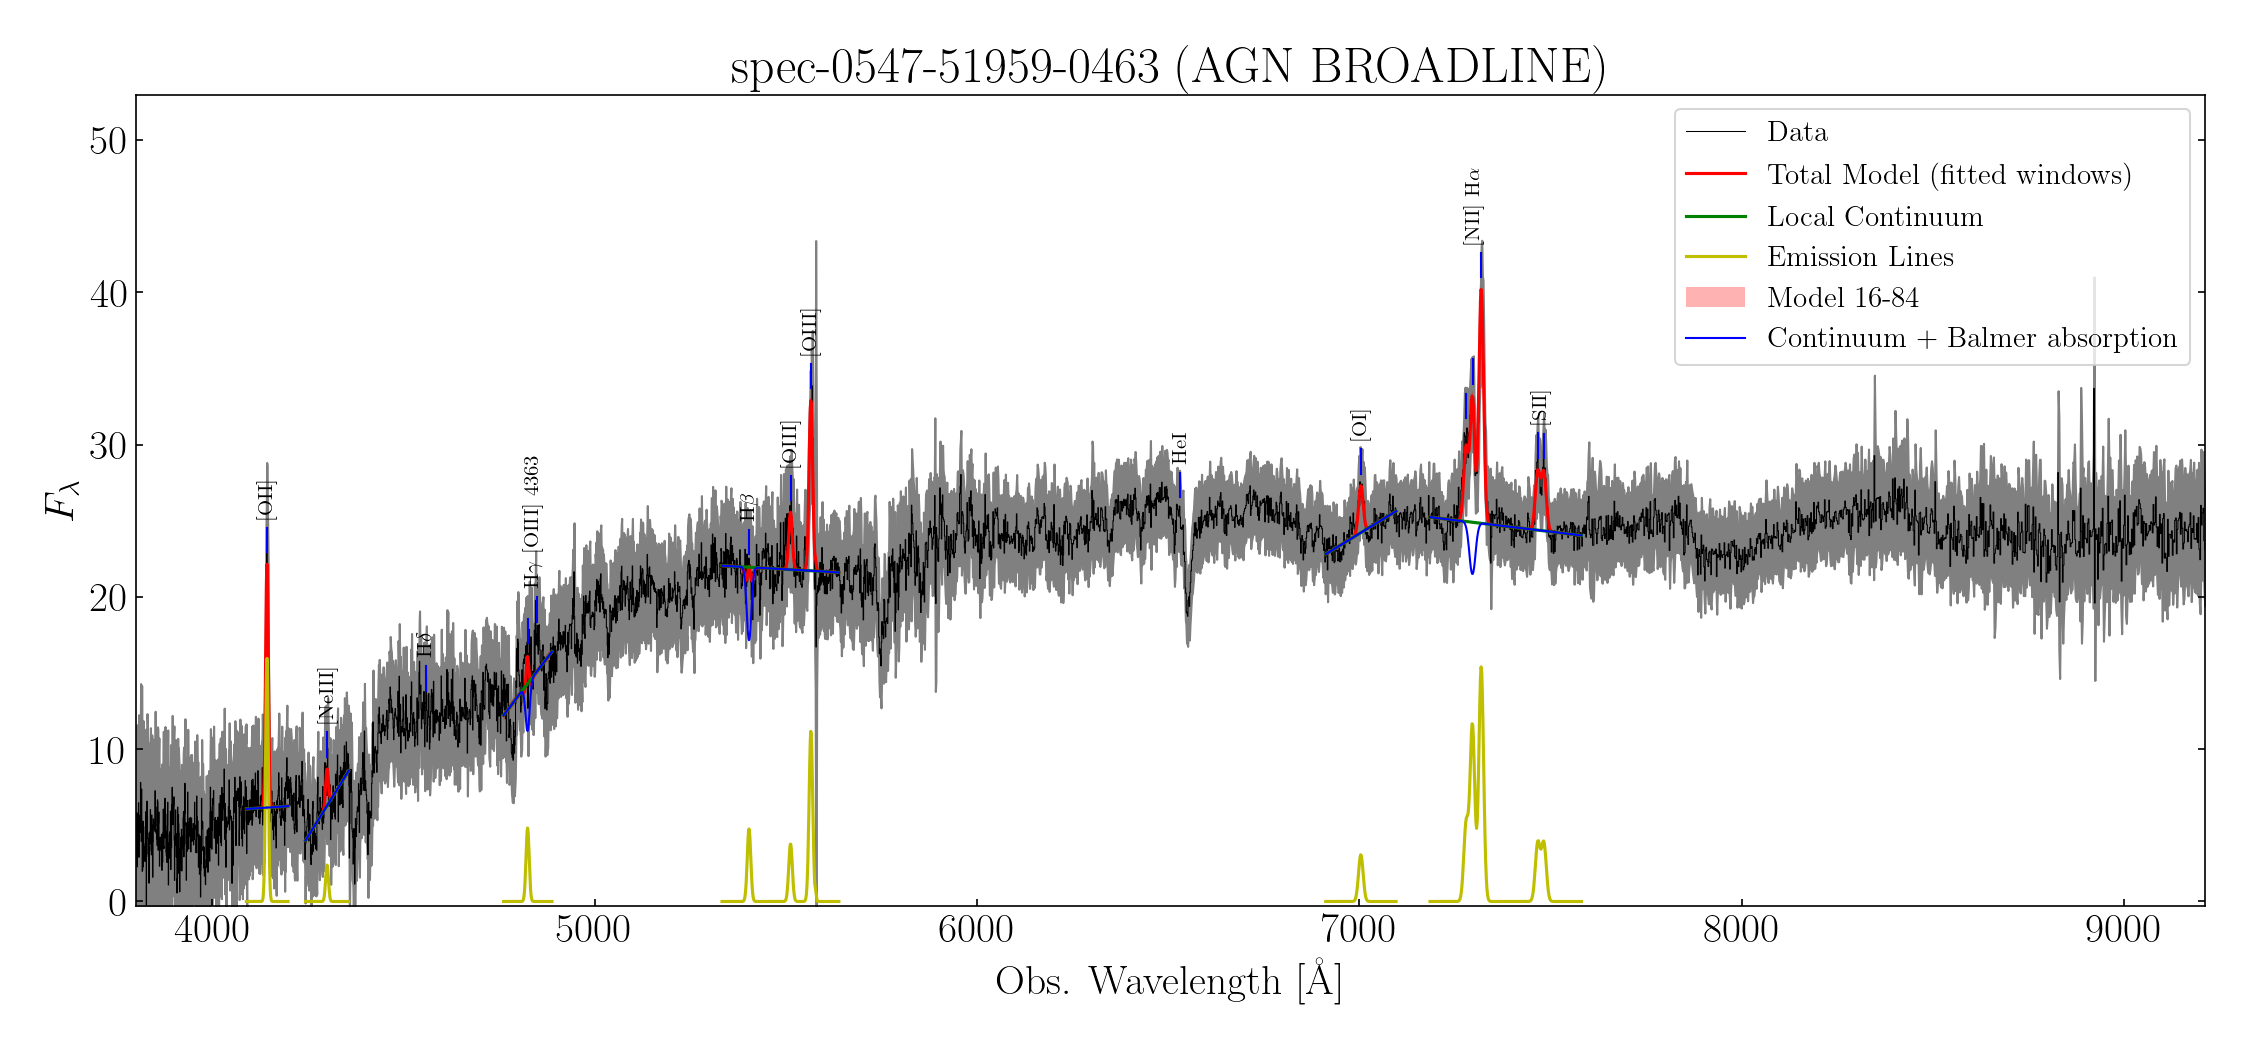 spec-0547-51959-0463 (AGN BROADLINE)
Data
Total Model (fitted windows)
Local Continuum
Emission Lines
Model 16-84
Continuum + Balmer absorption
[OII]
[NeIII]
Hδ
Hγ
[OIII] 4363
Hβ
[OIII]
[OIII]
HeI
[OI]
[NII] Hα
[SII]
Fλ
50
40
30
20
10
0
4000 5000 6000 7000 8000 9000
Obs. Wavelength [Å]